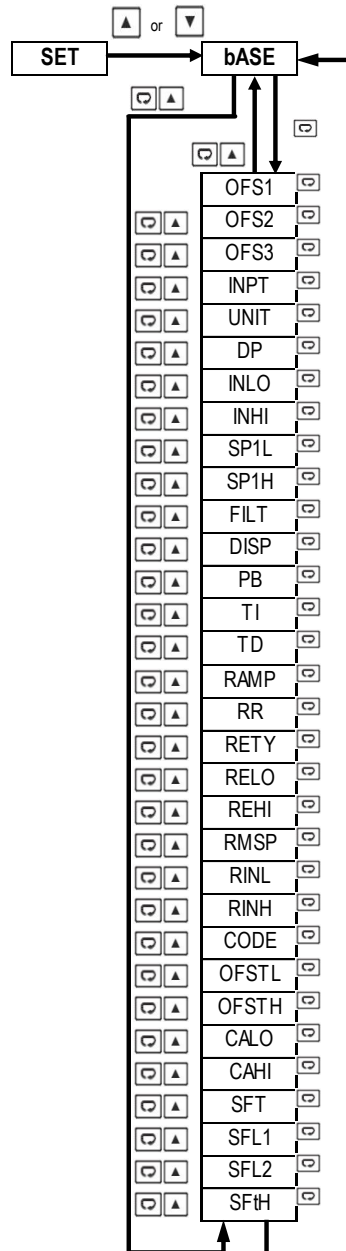 or
SET
bASE
OFS1
OFS2
OFS3
INPT
UNIT
DP
INLO
INHI
SP1L
SP1H
FILT
DISP
PB
TI
TD
RAMP
RR
RETY
RELO
REHI
RMSP
RINL
RINH
CODE
OFSTL
OFSTH
CALO
CAHI
SFT
SFL1
SFL2
SFtH